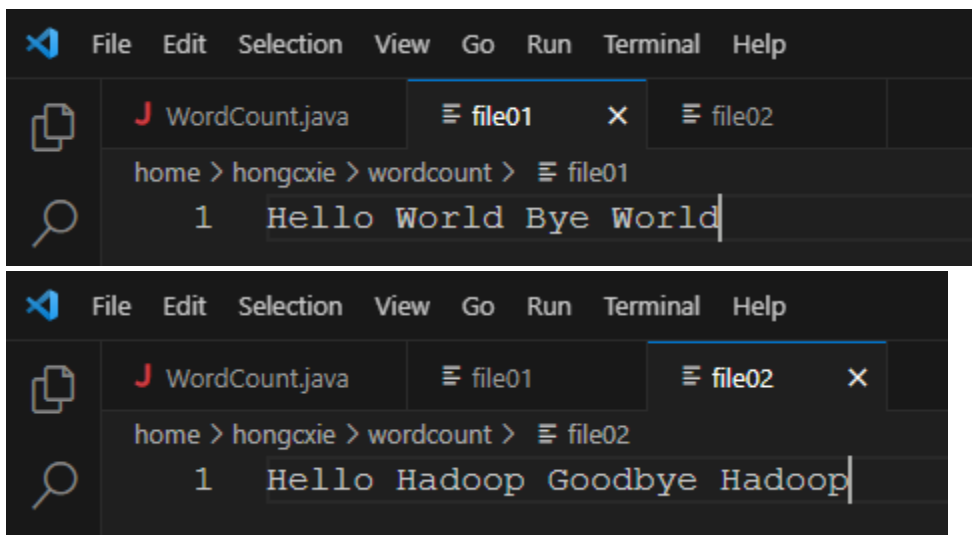 File Edit Selection View Go Run Terminal Help
J WordCount.java file01 × file02
home > hongcxie > wordcount > file01
1 Hello World Bye World
File Edit Selection View Go Run Terminal Help
J WordCount.java file01 file02 ×
home > hongcxie > wordcount > file02
1 Hello Hadoop Goodbye Hadoop